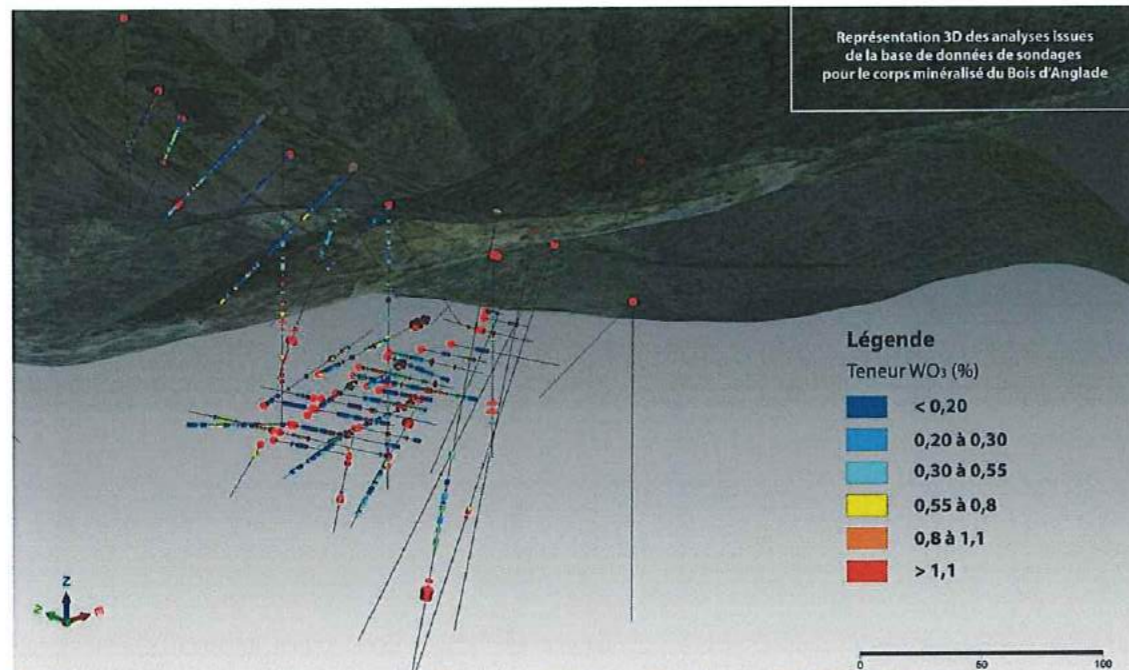 Représentation 3D des analyses issues
de la base de données de sondages
pour le corps minéralisé du Bois d'Anglade
Légende
Teneur WO₃ (%)
< 0,20
0,20 à 0,30
0,30 à 0,55
0,55 à 0,8
0,8 à 1,1
> 1,1
Z
N
E
0 50 100